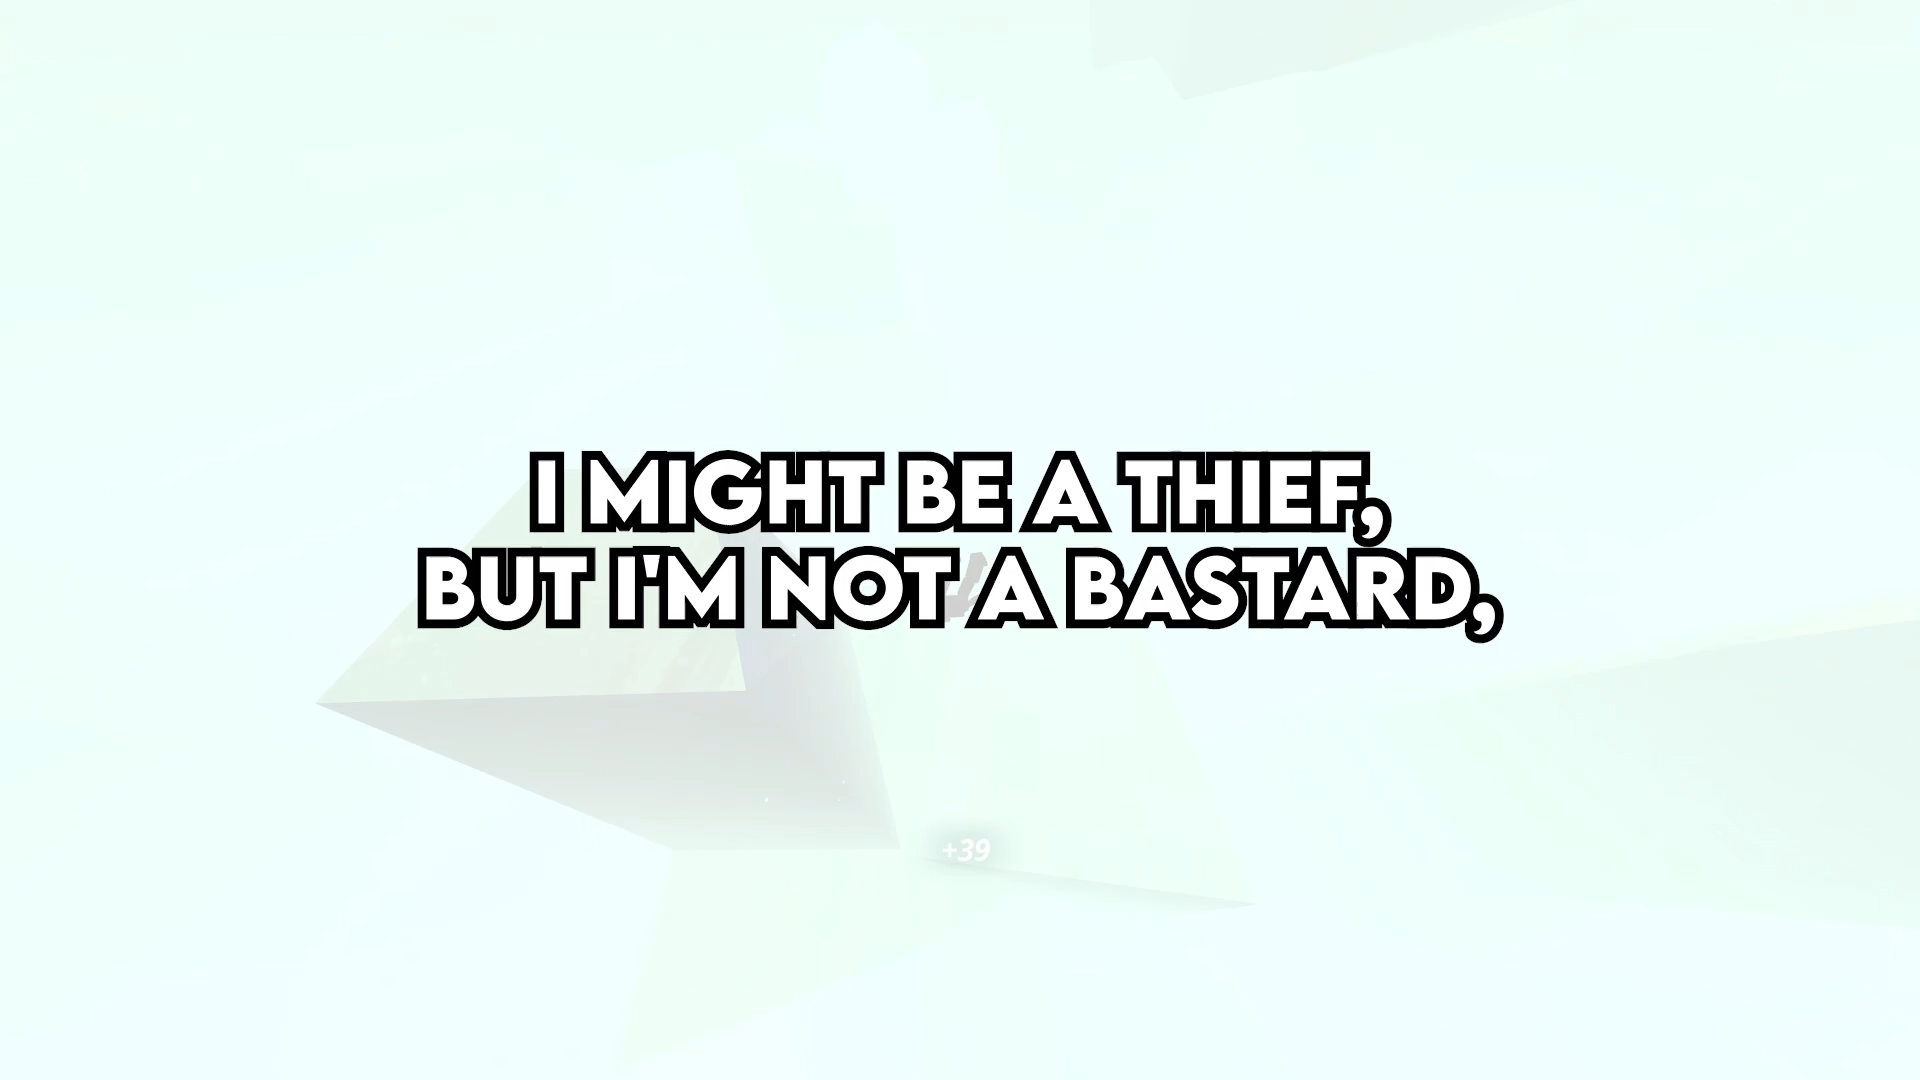 I MIGHT BE A THIEF,
BUT I'M NOT A BASTARD,
+39